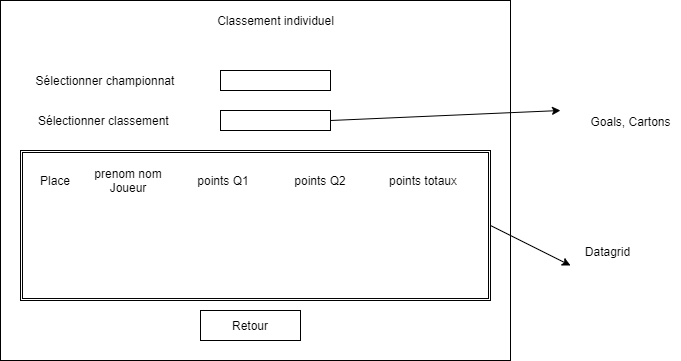 Classement individuel
Sélectionner championnat
Sélectionner classement
Goals, Cartons
Place
prenom nom
Joueur
points Q1
points Q2
points totaux
Datagrid
Retour